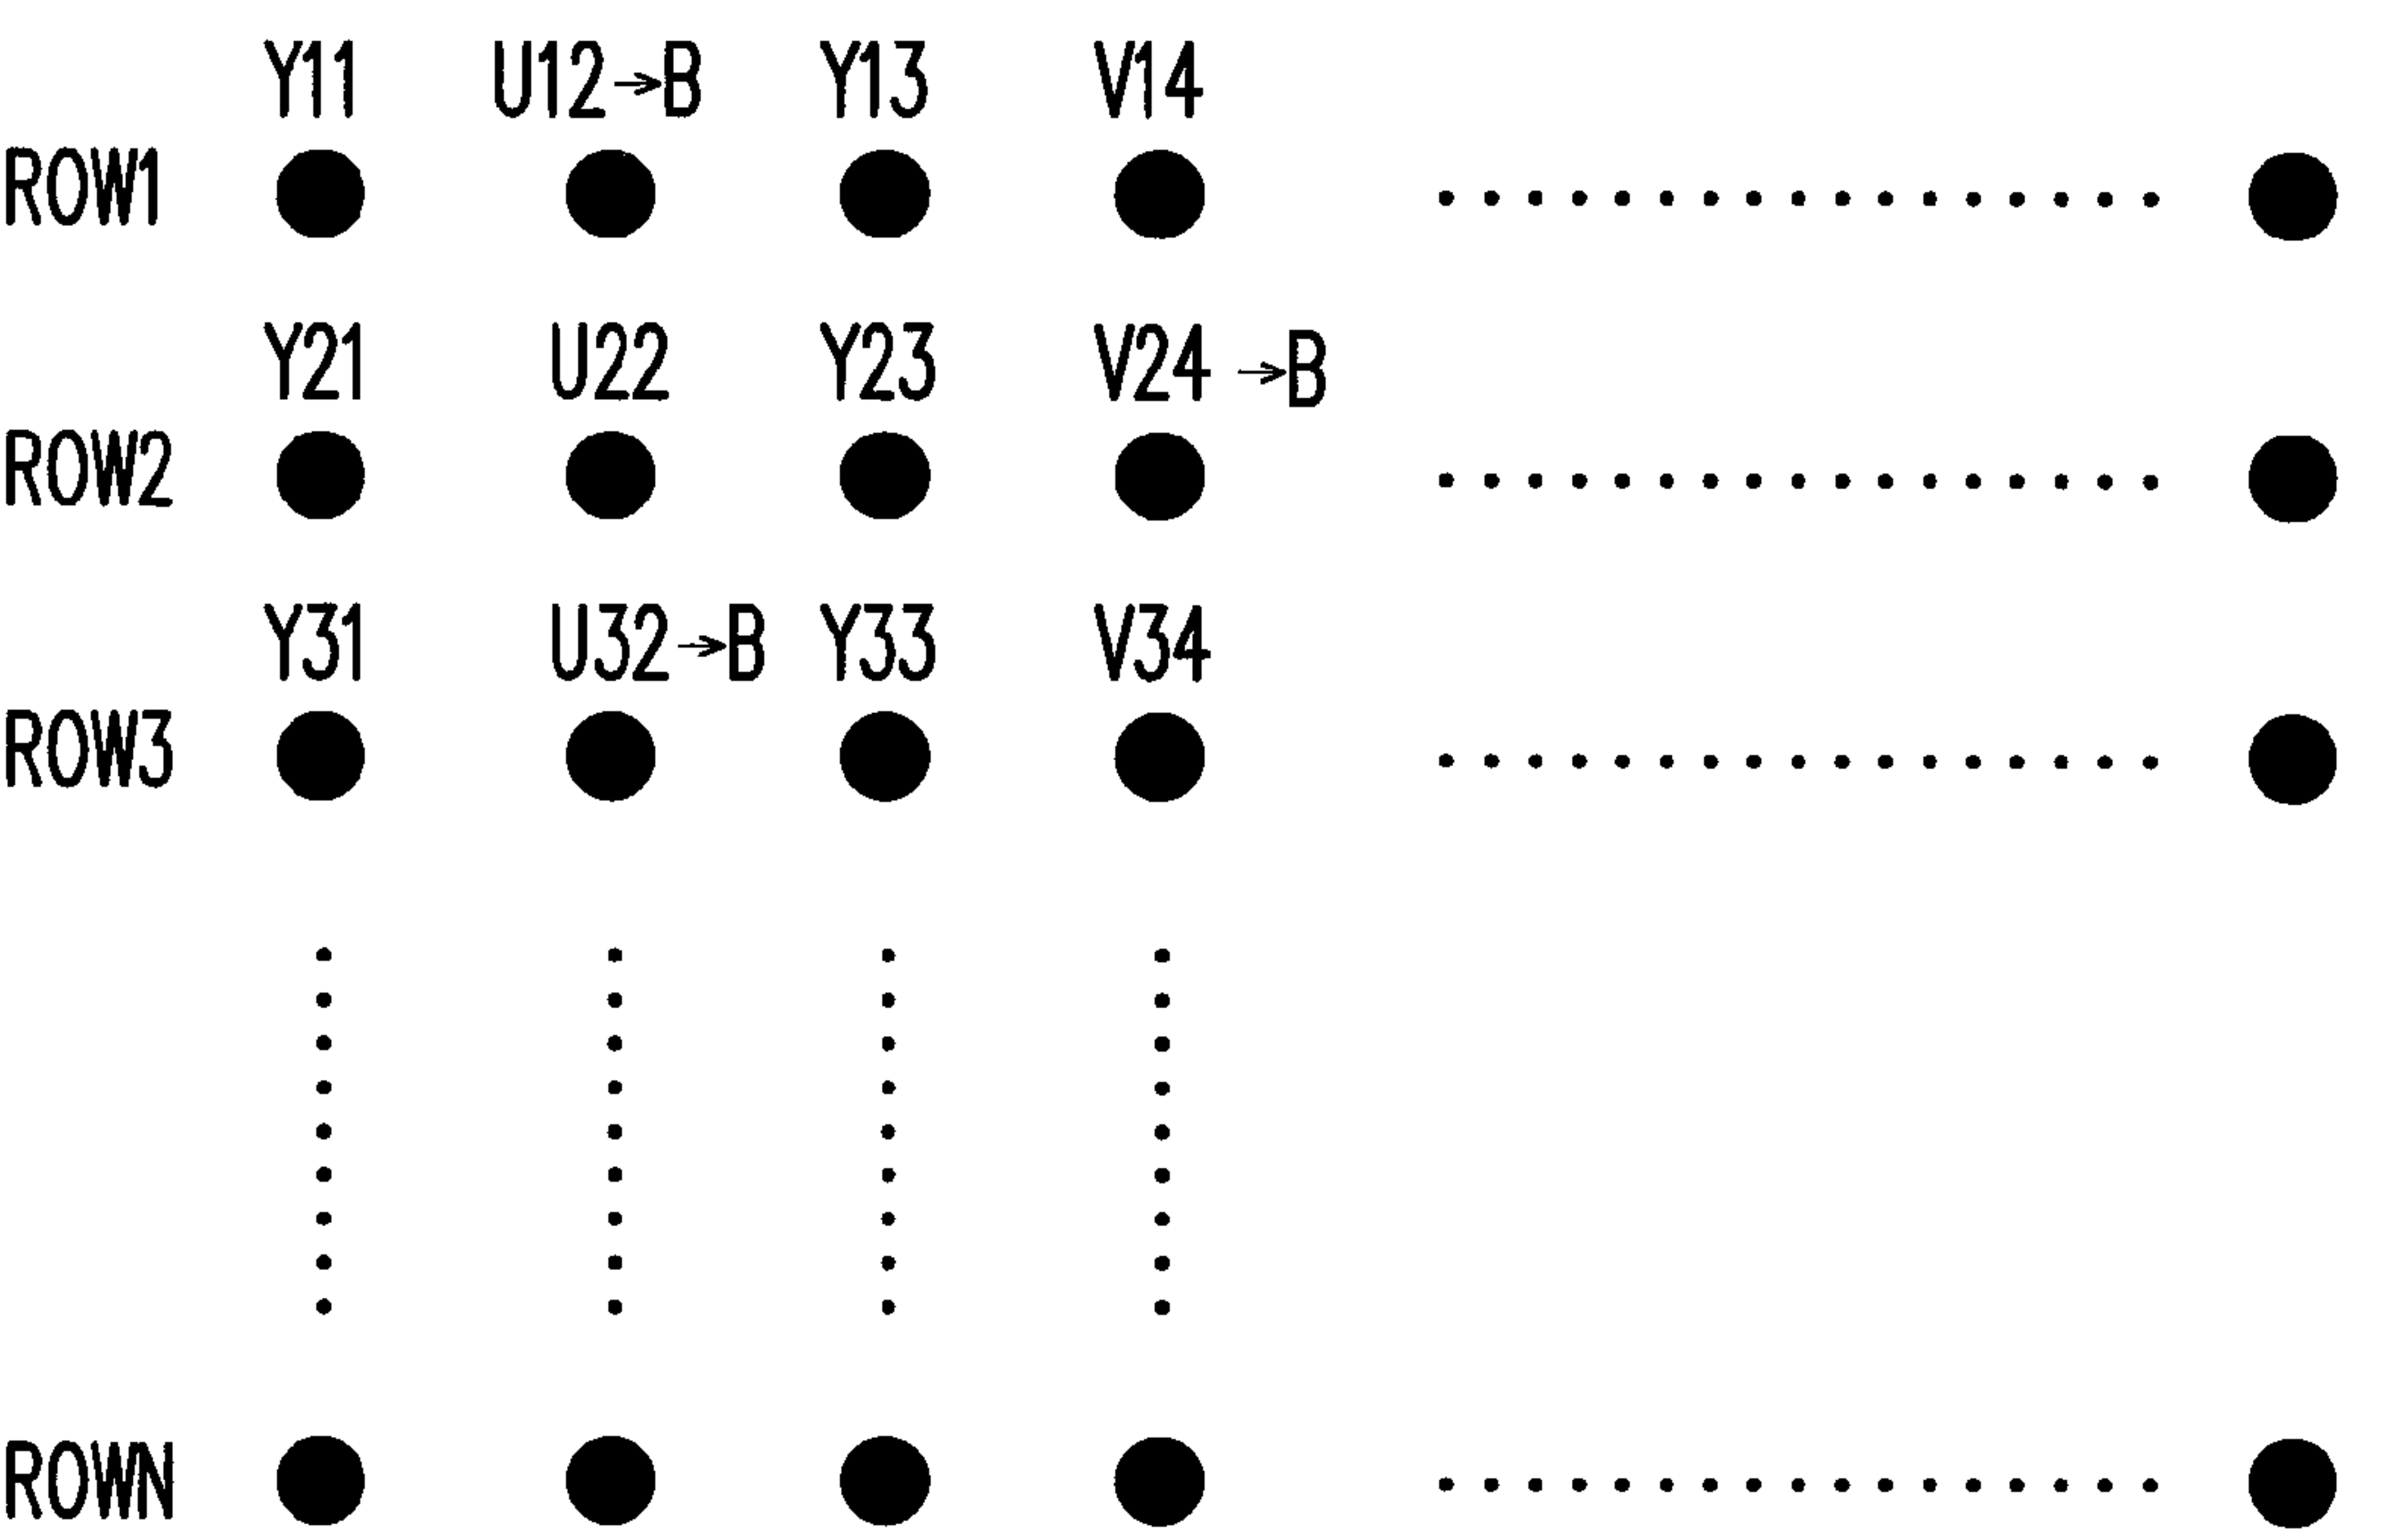 Y11 U12→B Y13 V14
ROW1
Y21 U22 Y23 V24 →B
ROW2
Y31 U32→B Y33 V34
ROW3
ROWN